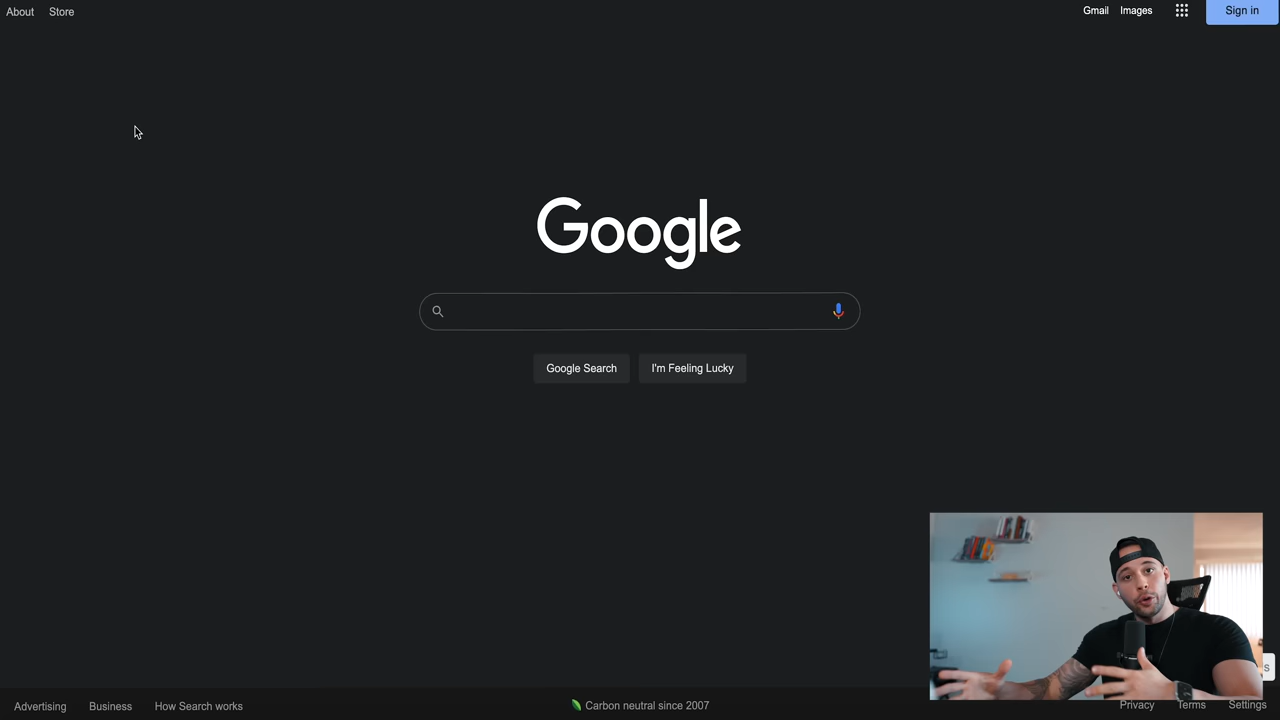 About Store
Gmail Images Sign in
Google
Google Search I'm Feeling Lucky
Advertising Business How Search works
Carbon neutral since 2007
Privacy Terms Settings